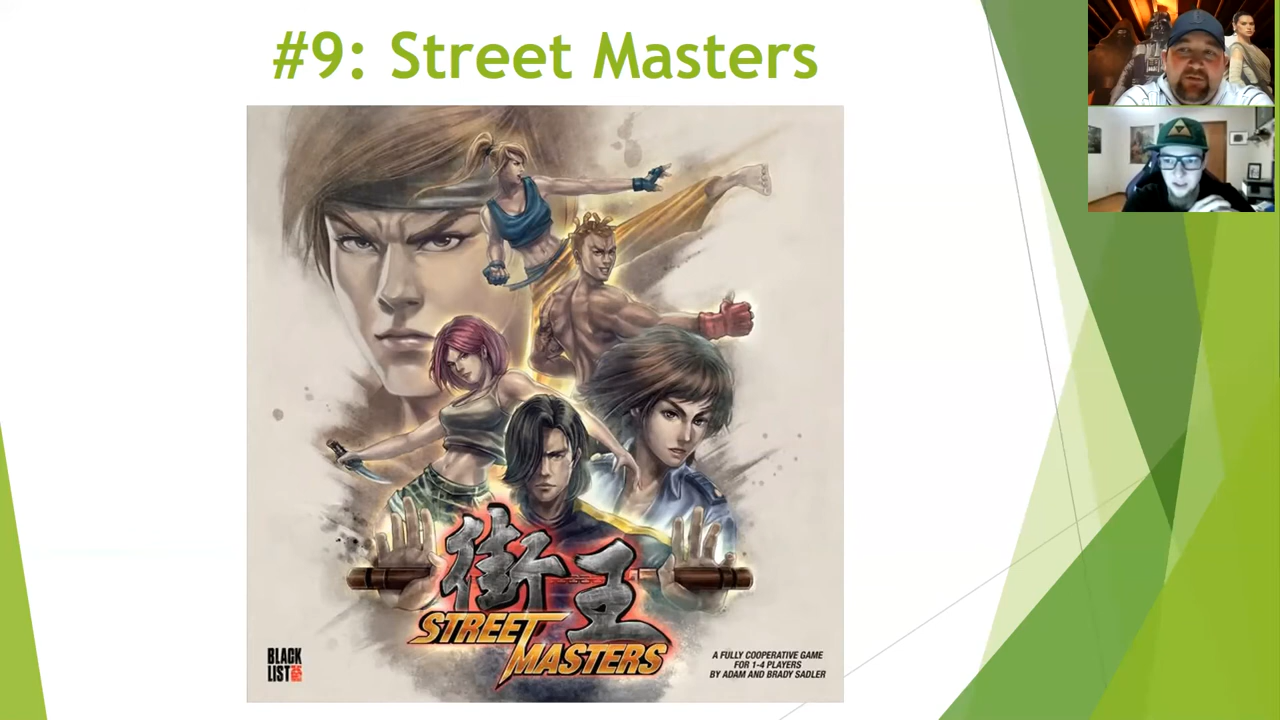 #9: Street Masters
街王
STREET
MASTERS
BLACK
LIST
A FULLY COOPERATIVE GAME
FOR 1-4 PLAYERS
BY ADAM AND BRADY SADLER